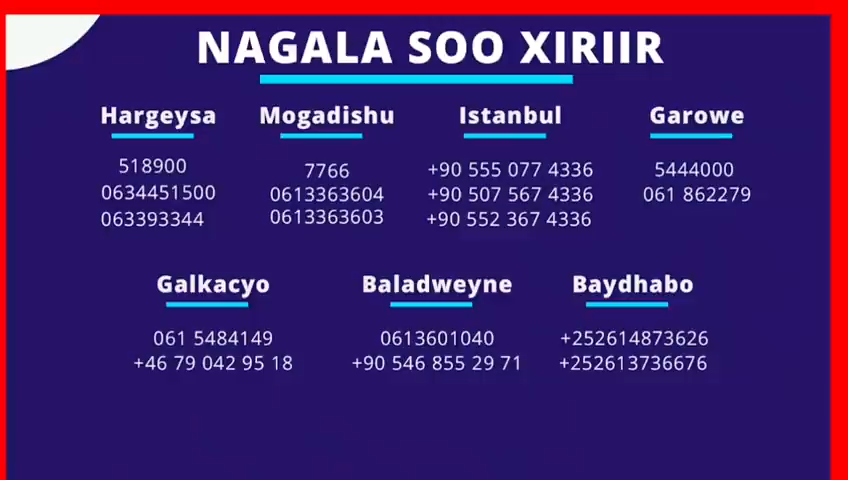 NAGALA SOO XIRIIR
Hargeysa
518900
0634451500
063393344
Mogadishu
7766
0613363604
0613363603
Istanbul
+90 555 077 4336
+90 507 567 4336
+90 552 367 4336
Garowe
5444000
061 862279
Galkacyo
061 5484149
+46 79 042 95 18
Baladweyne
0613601040
+90 546 855 29 71
Baydhabo
+252614873626
+252613736676